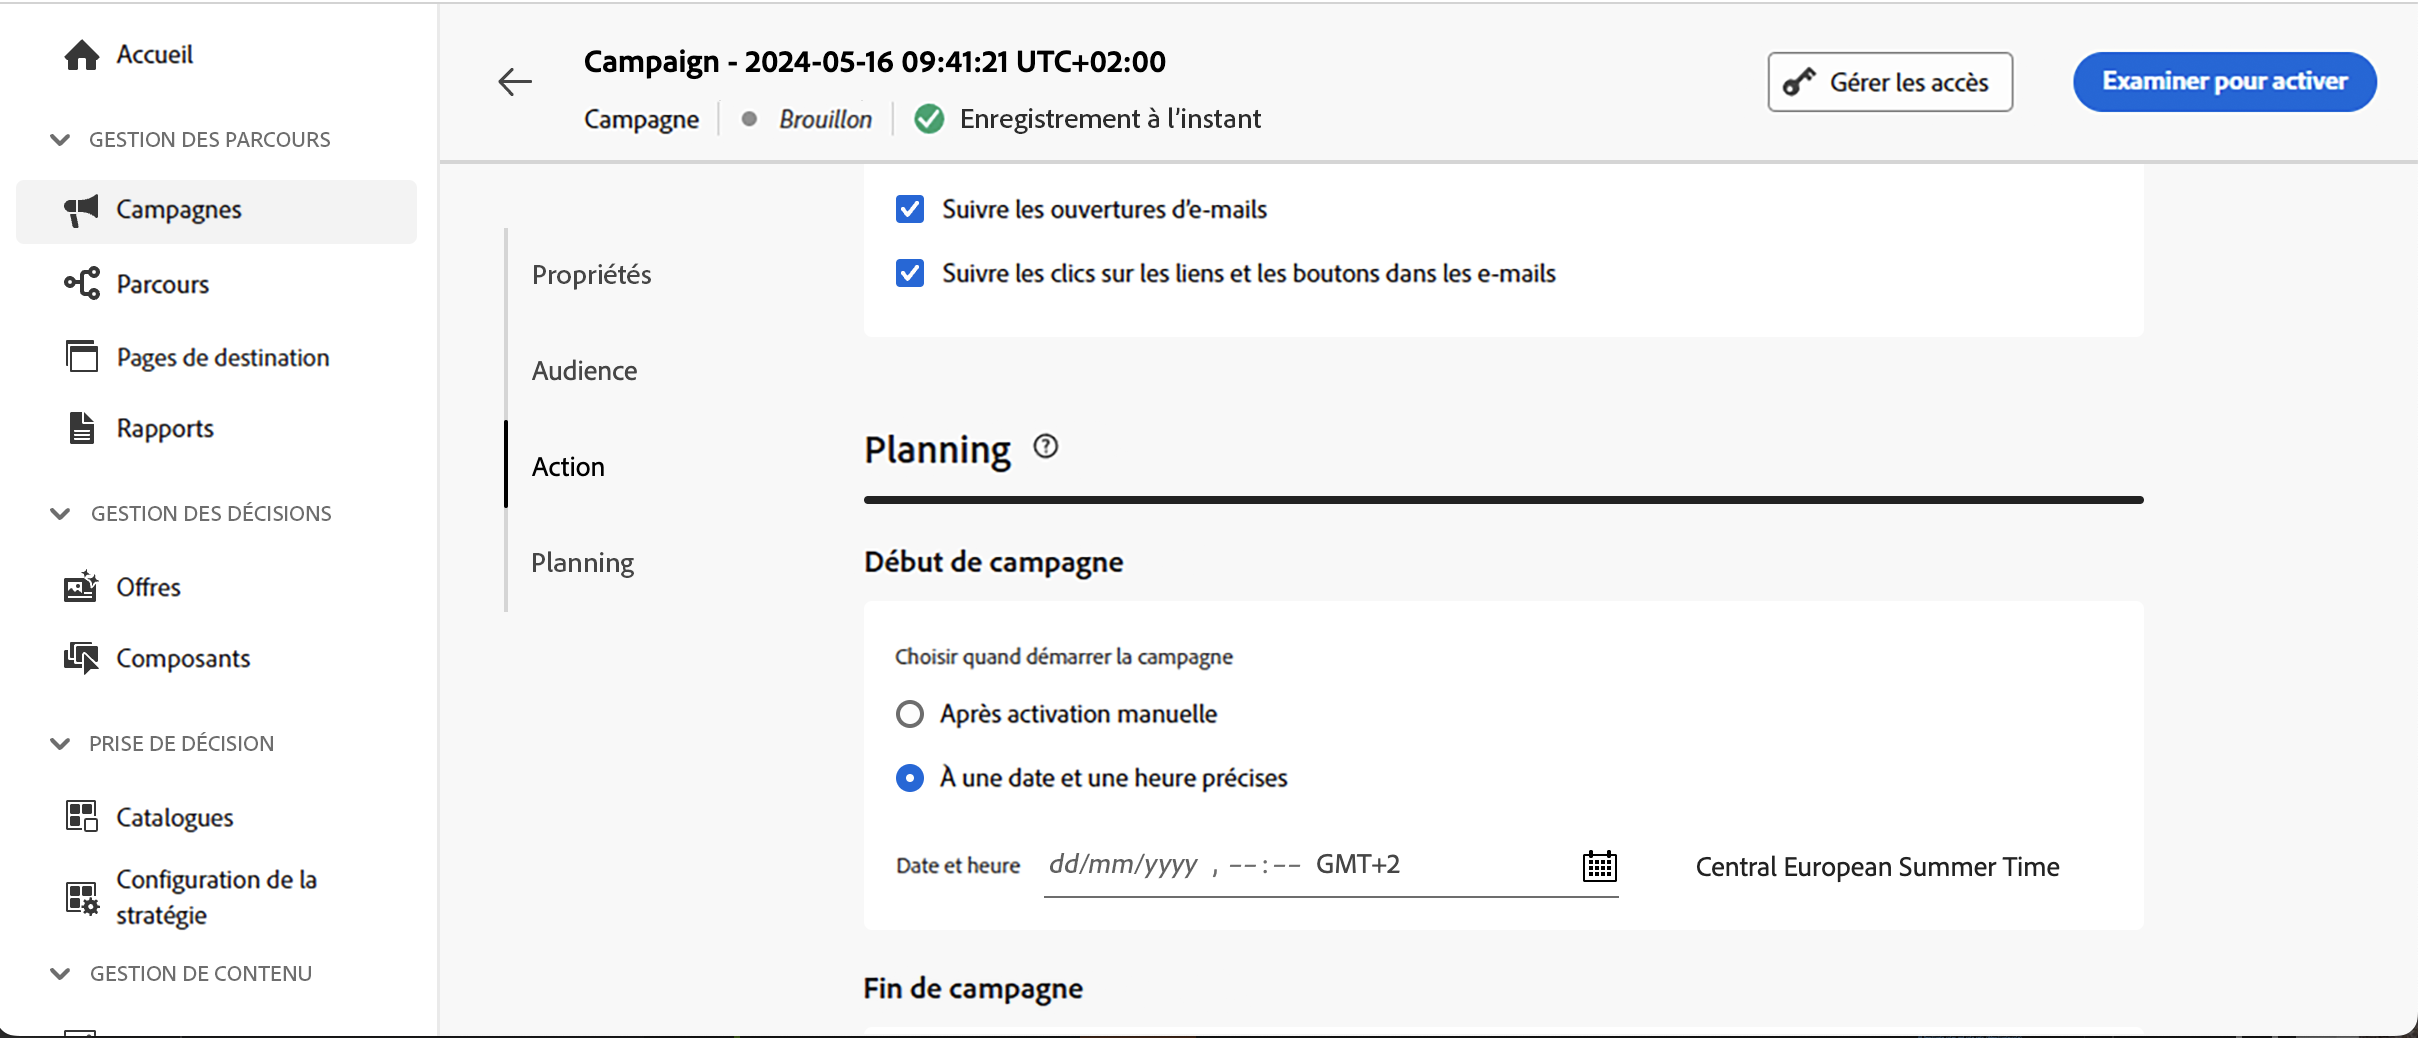 Accueil
GESTION DES PARCOURS
Campagnes
Parcours
Pages de destination
Rapports
GESTION DES DÉCISIONS
Offres
Composants
PRISE DE DÉCISION
Catalogues
Configuration de la
stratégie
GESTION DE CONTENU
Campaign - 2024-05-16 09:41:21 UTC+02:00
Campagne
Brouillon
Enregistrement à l’instant
Gérer les accès
Examiner pour activer
Propriétés
Audience
Action
Planning
Suivre les ouvertures d’e-mails
Suivre les clics sur les liens et les boutons dans les e-mails
Planning
Début de campagne
Choisir quand démarrer la campagne
Après activation manuelle
À une date et une heure précises
Date et heure dd/mm/yyyy , --:-- GMT+2 Central European Summer Time
Fin de campagne